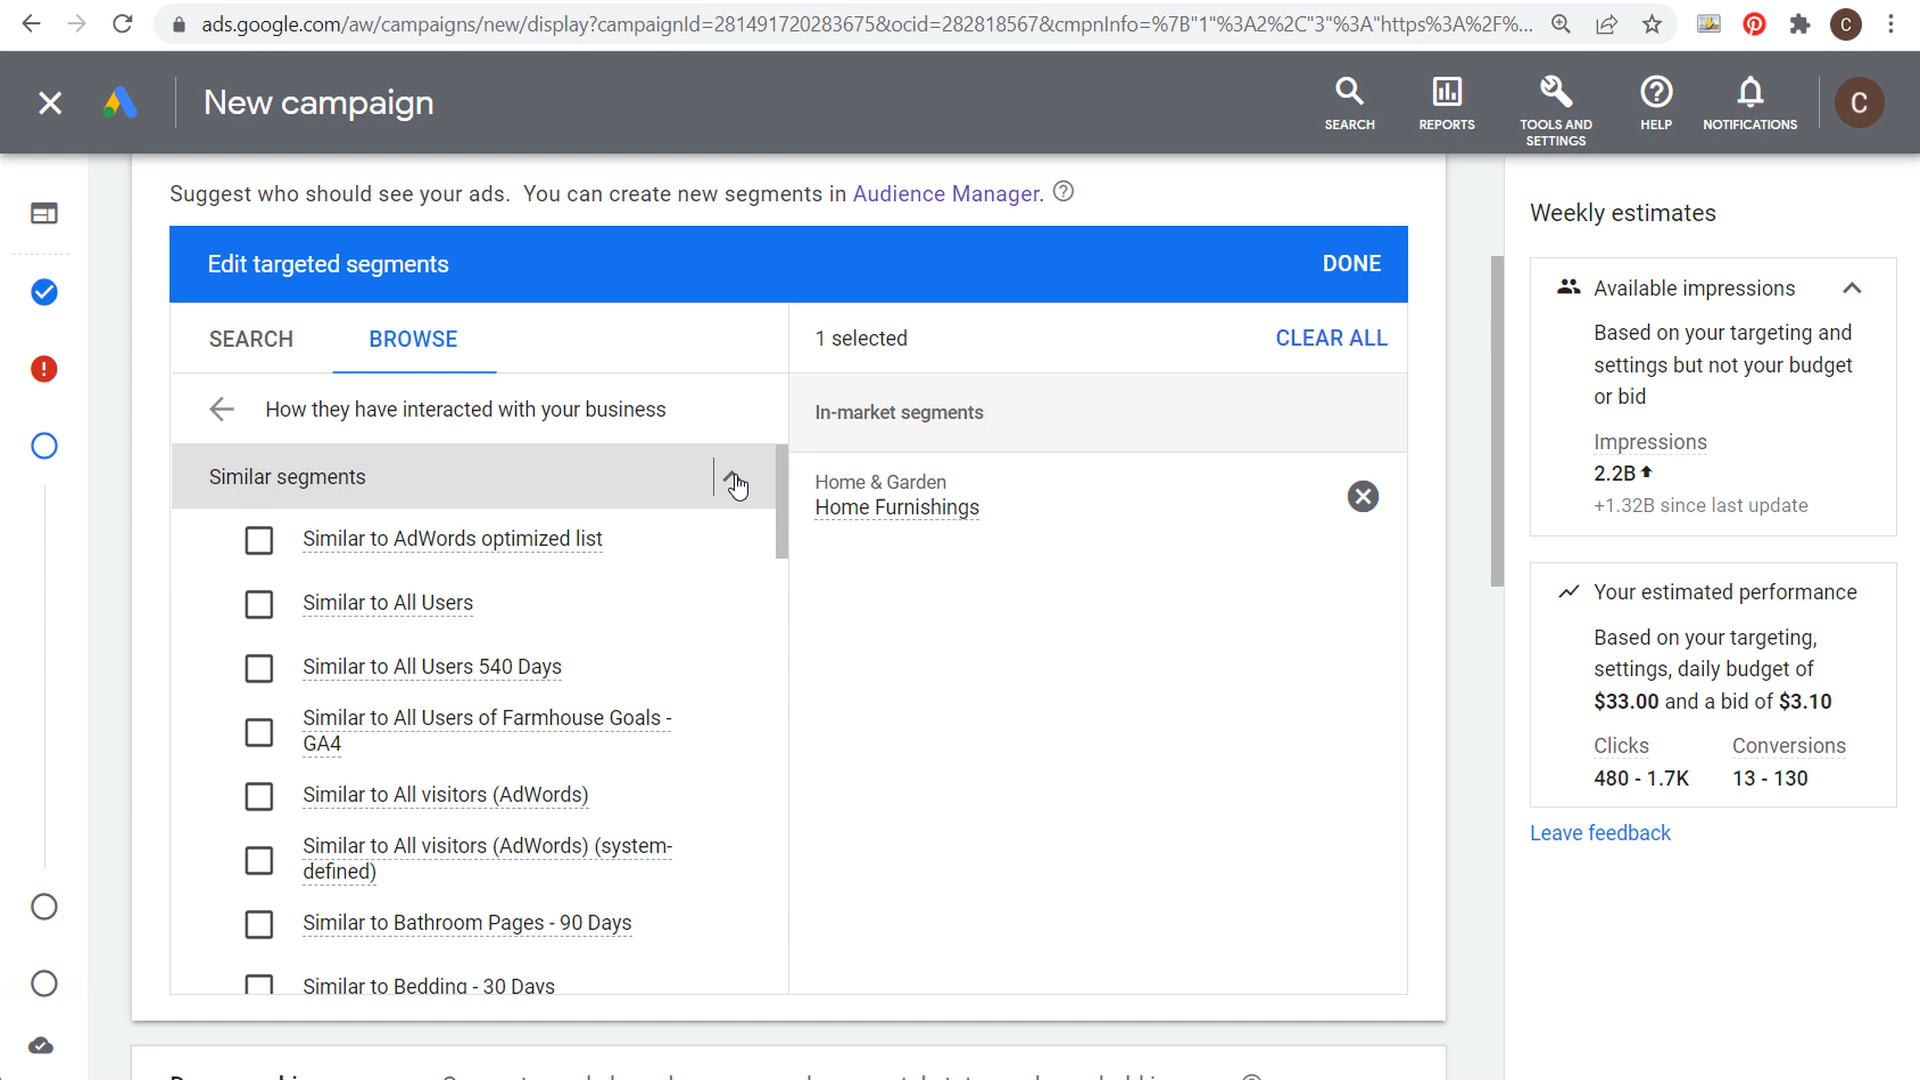 ads.google.com/aw/campaigns/new/display?campaignId=281491720283675&ocid=282818567&cmpnInfo=%7B"1"%3A2%2C"3"%3A"https%3A%2F%...
C
New campaign
SEARCH
REPORTS
TOOLS AND
SETTINGS
HELP
NOTIFICATIONS
C
Suggest who should see your ads. You can create new segments in Audience Manager.
Edit targeted segments
DONE
SEARCH
BROWSE
1 selected
CLEAR ALL
How they have interacted with your business
In-market segments
Similar segments
Home & Garden
Home Furnishings
Similar to AdWords optimized list
Similar to All Users
Similar to All Users 540 Days
Similar to All Users of Farmhouse Goals -
GA4
Similar to All visitors (AdWords)
Similar to All visitors (AdWords) (system-
defined)
Similar to Bathroom Pages - 90 Days
Similar to Bedding - 30 Days
Weekly estimates
Available impressions
Based on your targeting and
settings but not your budget
or bid
Impressions
2.2B
+1.32B since last update
Your estimated performance
Based on your targeting,
settings, daily budget of
$33.00 and a bid of $3.10
Clicks
Conversions
480 - 1.7K
13 - 130
Leave feedback